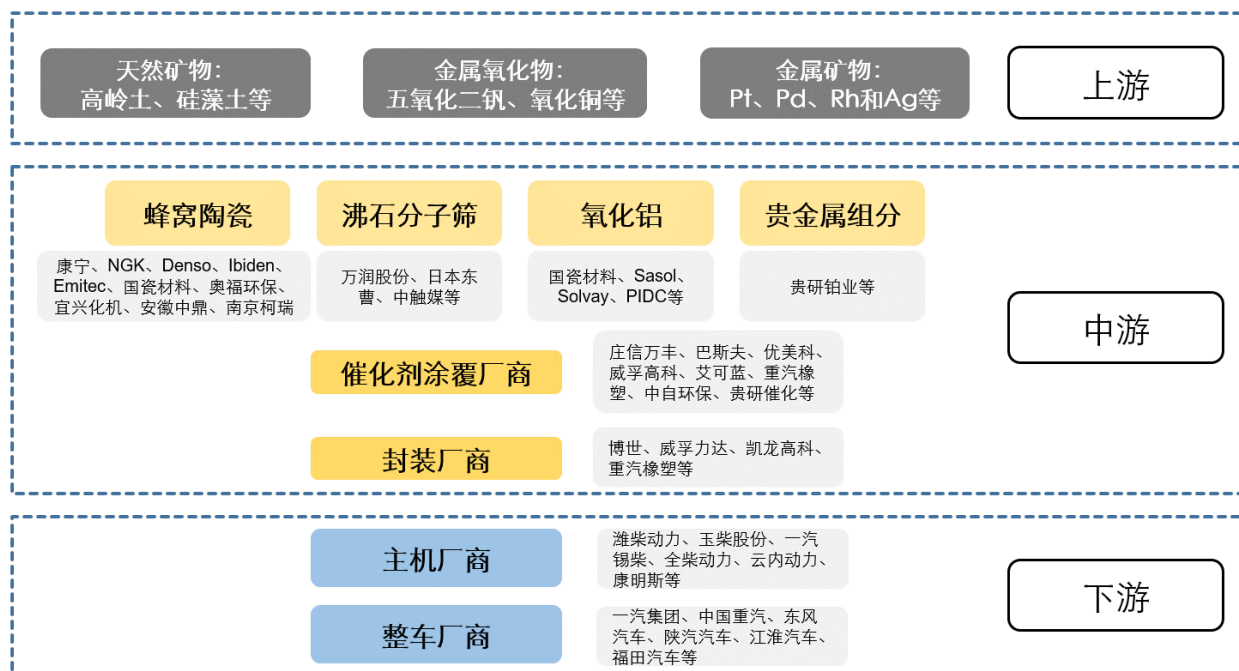 天然矿物：
高岭土、硅藻土等
金属氧化物：
五氧化二钒、氧化铜等
金属矿物：
Pt、Pd、Rh和Ag等
上游
蜂窝陶瓷
沸石分子筛
氧化铝
贵金属组分
康宁、NGK、Denso、Ibiden、
Emitec、国瓷材料、奥福环保、
宜兴化机、安徽中鼎、南京柯瑞
万润股份、日本东
曹、中触媒等
国瓷材料、Sasol、
Solvay、PIDC等
贵研铂业等
中游
催化剂涂覆厂商
庄信万丰、巴斯夫、优美科、
威孚高科、艾可蓝、重汽橡
塑、中自环保、贵研催化等
封装厂商
博世、威孚力达、凯龙高科、
重汽橡塑等
主机厂商
潍柴动力、玉柴股份、一汽
锡柴、全柴动力、云内动力、
康明斯等
下游
整车厂商
一汽集团、中国重汽、东风
汽车、陕汽汽车、江淮汽车、
福田汽车等